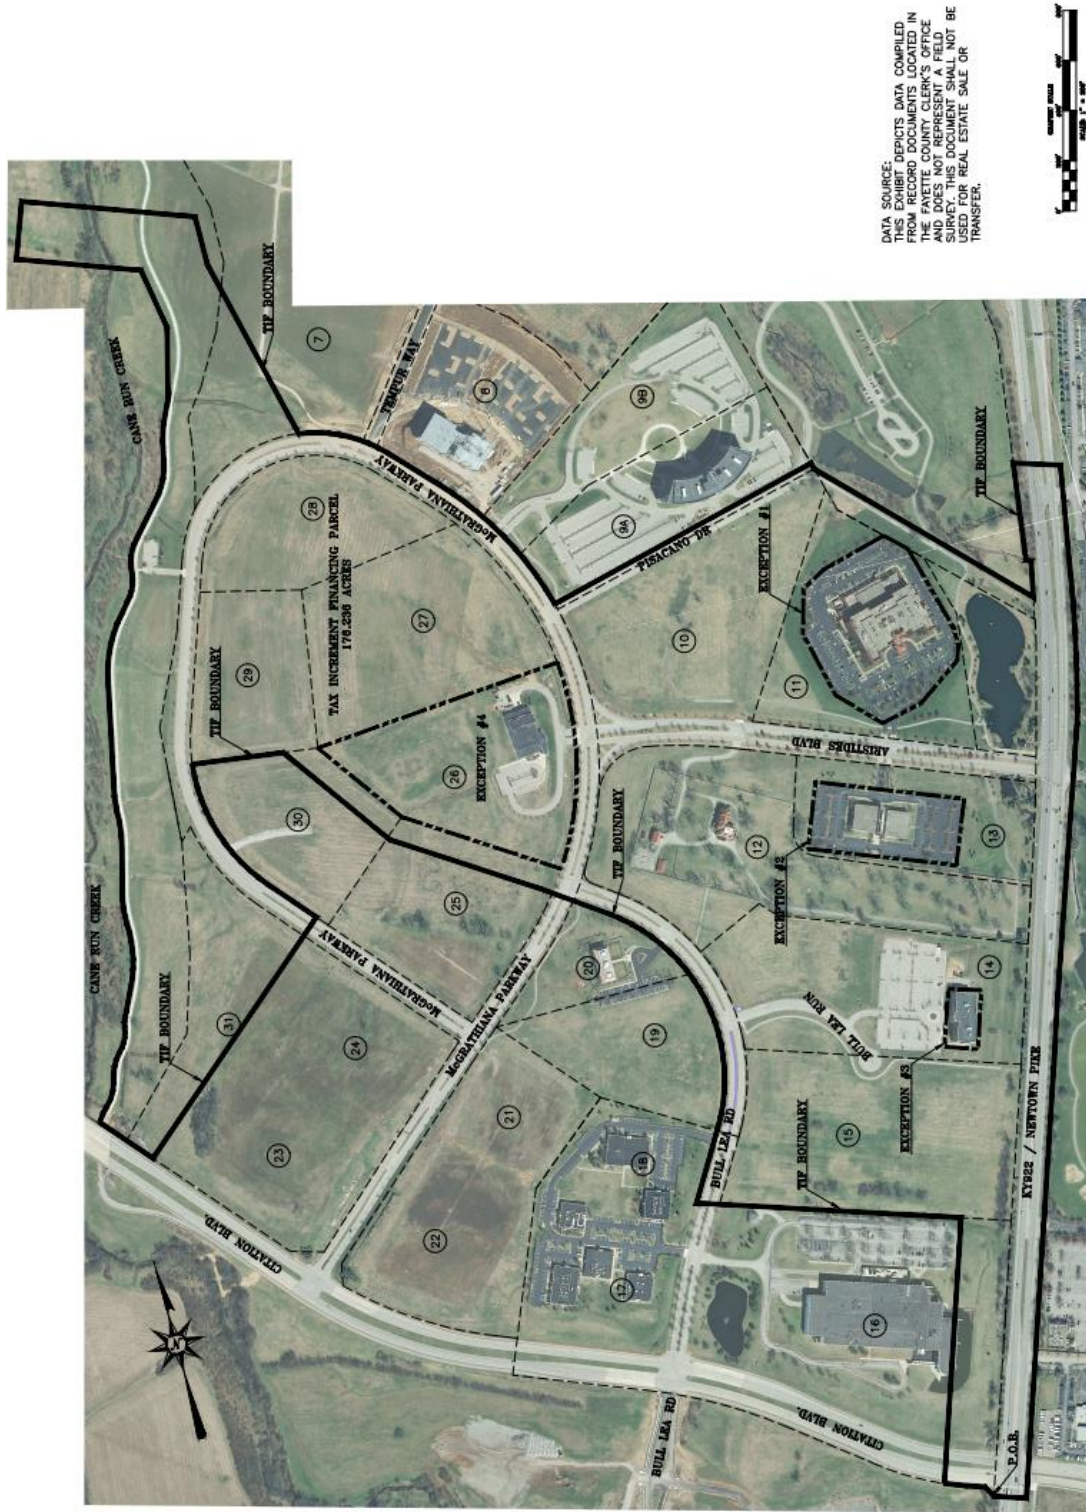 DATA SOURCE:
THIS EXHIBIT DEPICTS DATA COMPILED
FROM RECORD DOCUMENTS LOCATED IN
THE FAYETTE COUNTY CLERK'S OFFICE
AND DOES NOT REPRESENT A FIELD
SURVEY. THIS DOCUMENT SHALL NOT BE
USED FOR REAL ESTATE SALE OR
TRANSFER.
GRAPHIC SCALE
CANE RUN CREEK
CANE RUN CREEK
TIF BOUNDARY
7
TEMPUR WAY
8
9B
9A
PISACANO DR
TIF BOUNDARY
McGRATHIANA PARKWAY
28
TAX INCREMENT FINANCING PARCEL
27
29
TIF BOUNDARY
EXCEPTION #1
10
11
26
EXCEPTION #4
ARISTIDES BLVD
30
TIF BOUNDARY
12
EXCEPTION #2
13
25
McGRATHIANA PARKWAY
McGRATHIANA PARKWAY
20
19
BULL LEA RUN
14
EXCEPTION #3
TIF BOUNDARY
31
24
23
21
22
BULL LEA RD
18
17
15
TIF BOUNDARY
KY922 / NEWTOWN PIKE
16
CITATION BLVD.
CITATION BLVD.
BULL LEA RD
P.O.B.
N